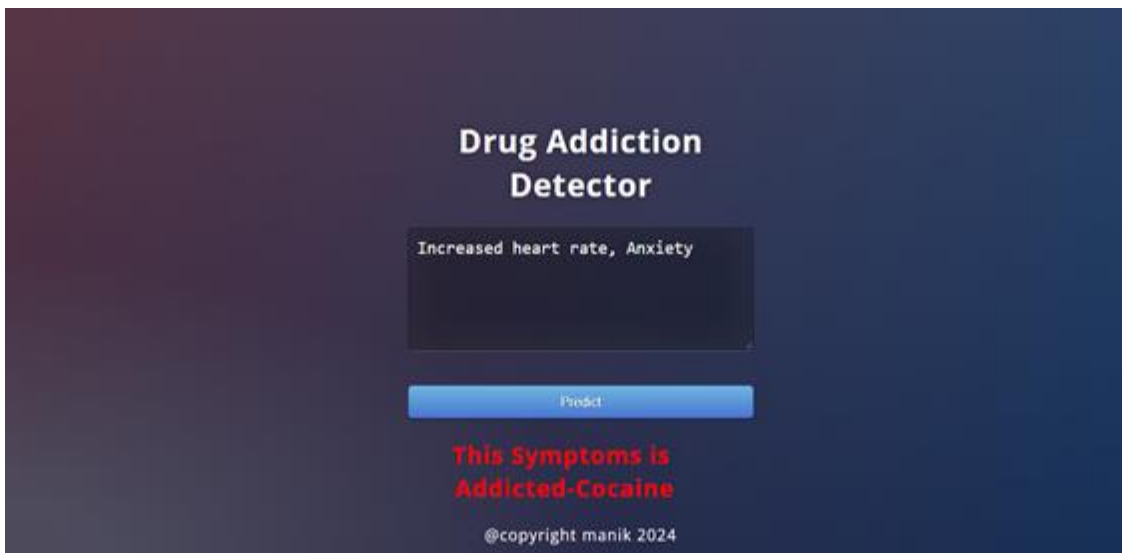 Drug Addiction
Detector
Increased heart rate, Anxiety
Predict
This Symptoms is
Addicted-Cocaine
@copyright manik 2024